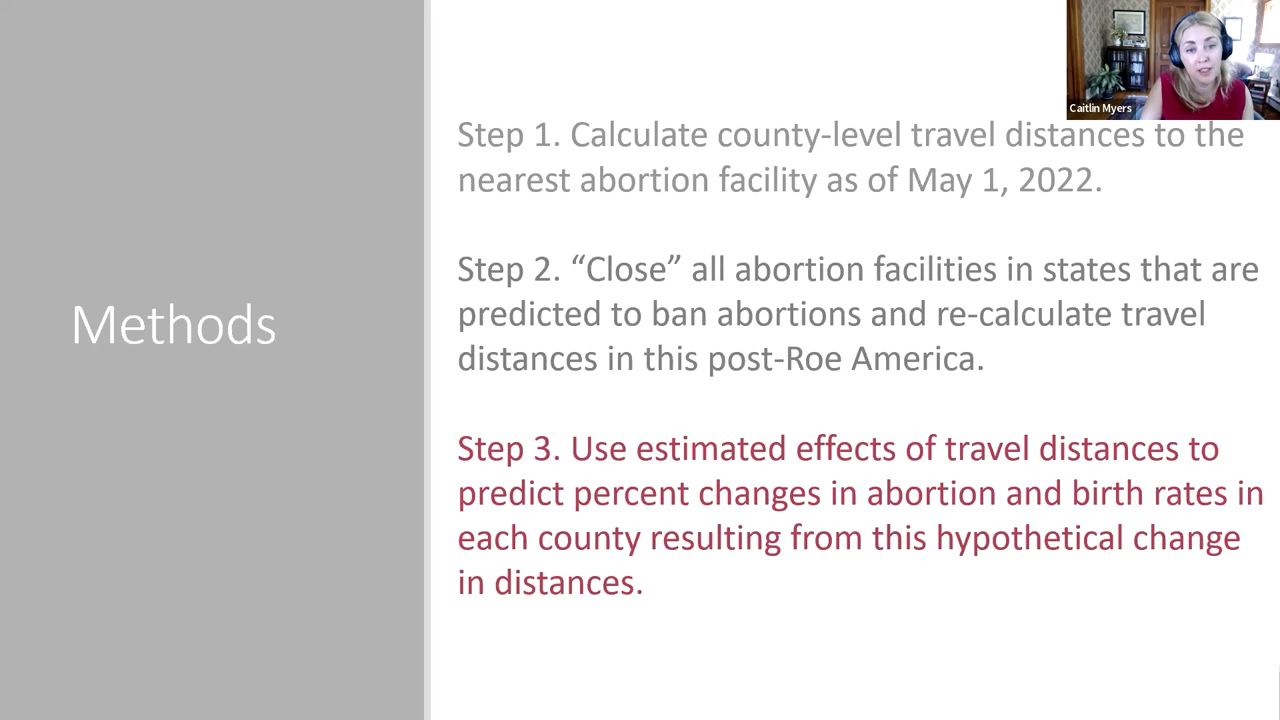 Caitlin Myers
Methods
Step 1. Calculate county-level travel distances to the
nearest abortion facility as of May 1, 2022.
Step 2. “Close” all abortion facilities in states that are
predicted to ban abortions and re-calculate travel
distances in this post-Roe America.
Step 3. Use estimated effects of travel distances to
predict percent changes in abortion and birth rates in
each county resulting from this hypothetical change
in distances.